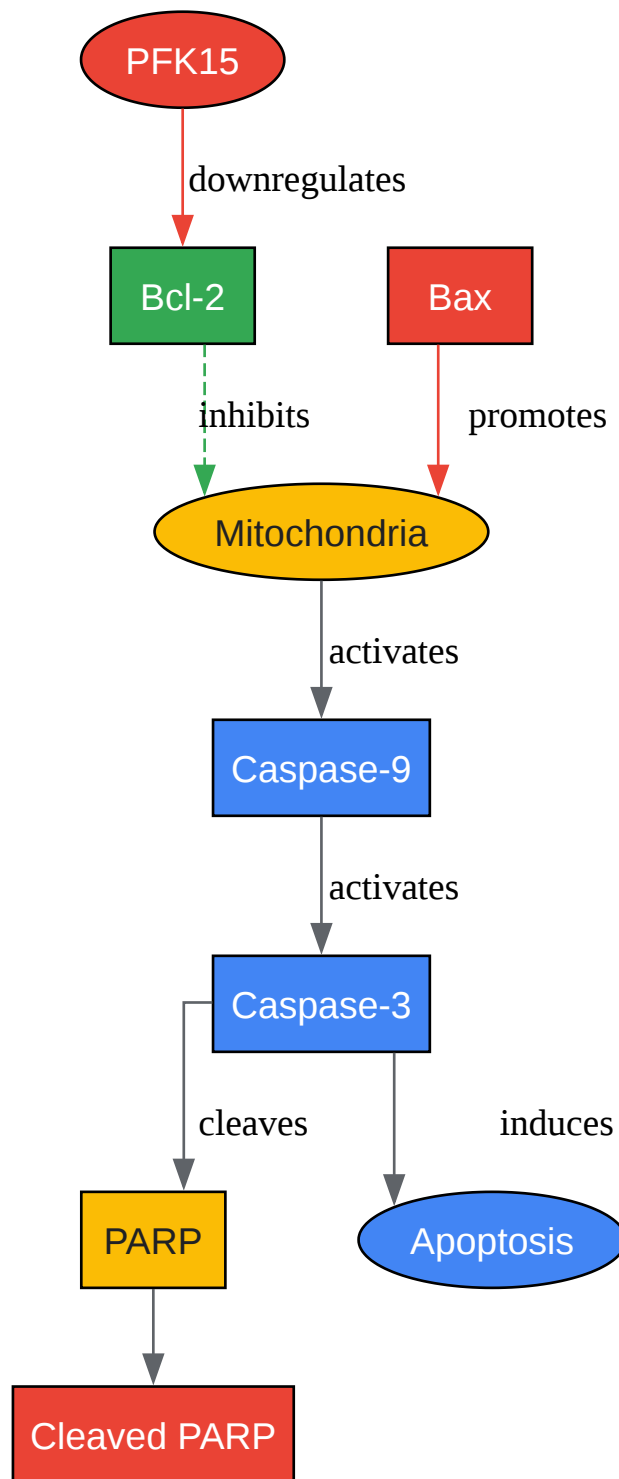 PFK15
downregulates
Bcl-2
Bax
inhibits
promotes
Mitochondria
activates
Caspase-9
activates
Caspase-3
cleaves
induces
PARP
Apoptosis
Cleaved PARP